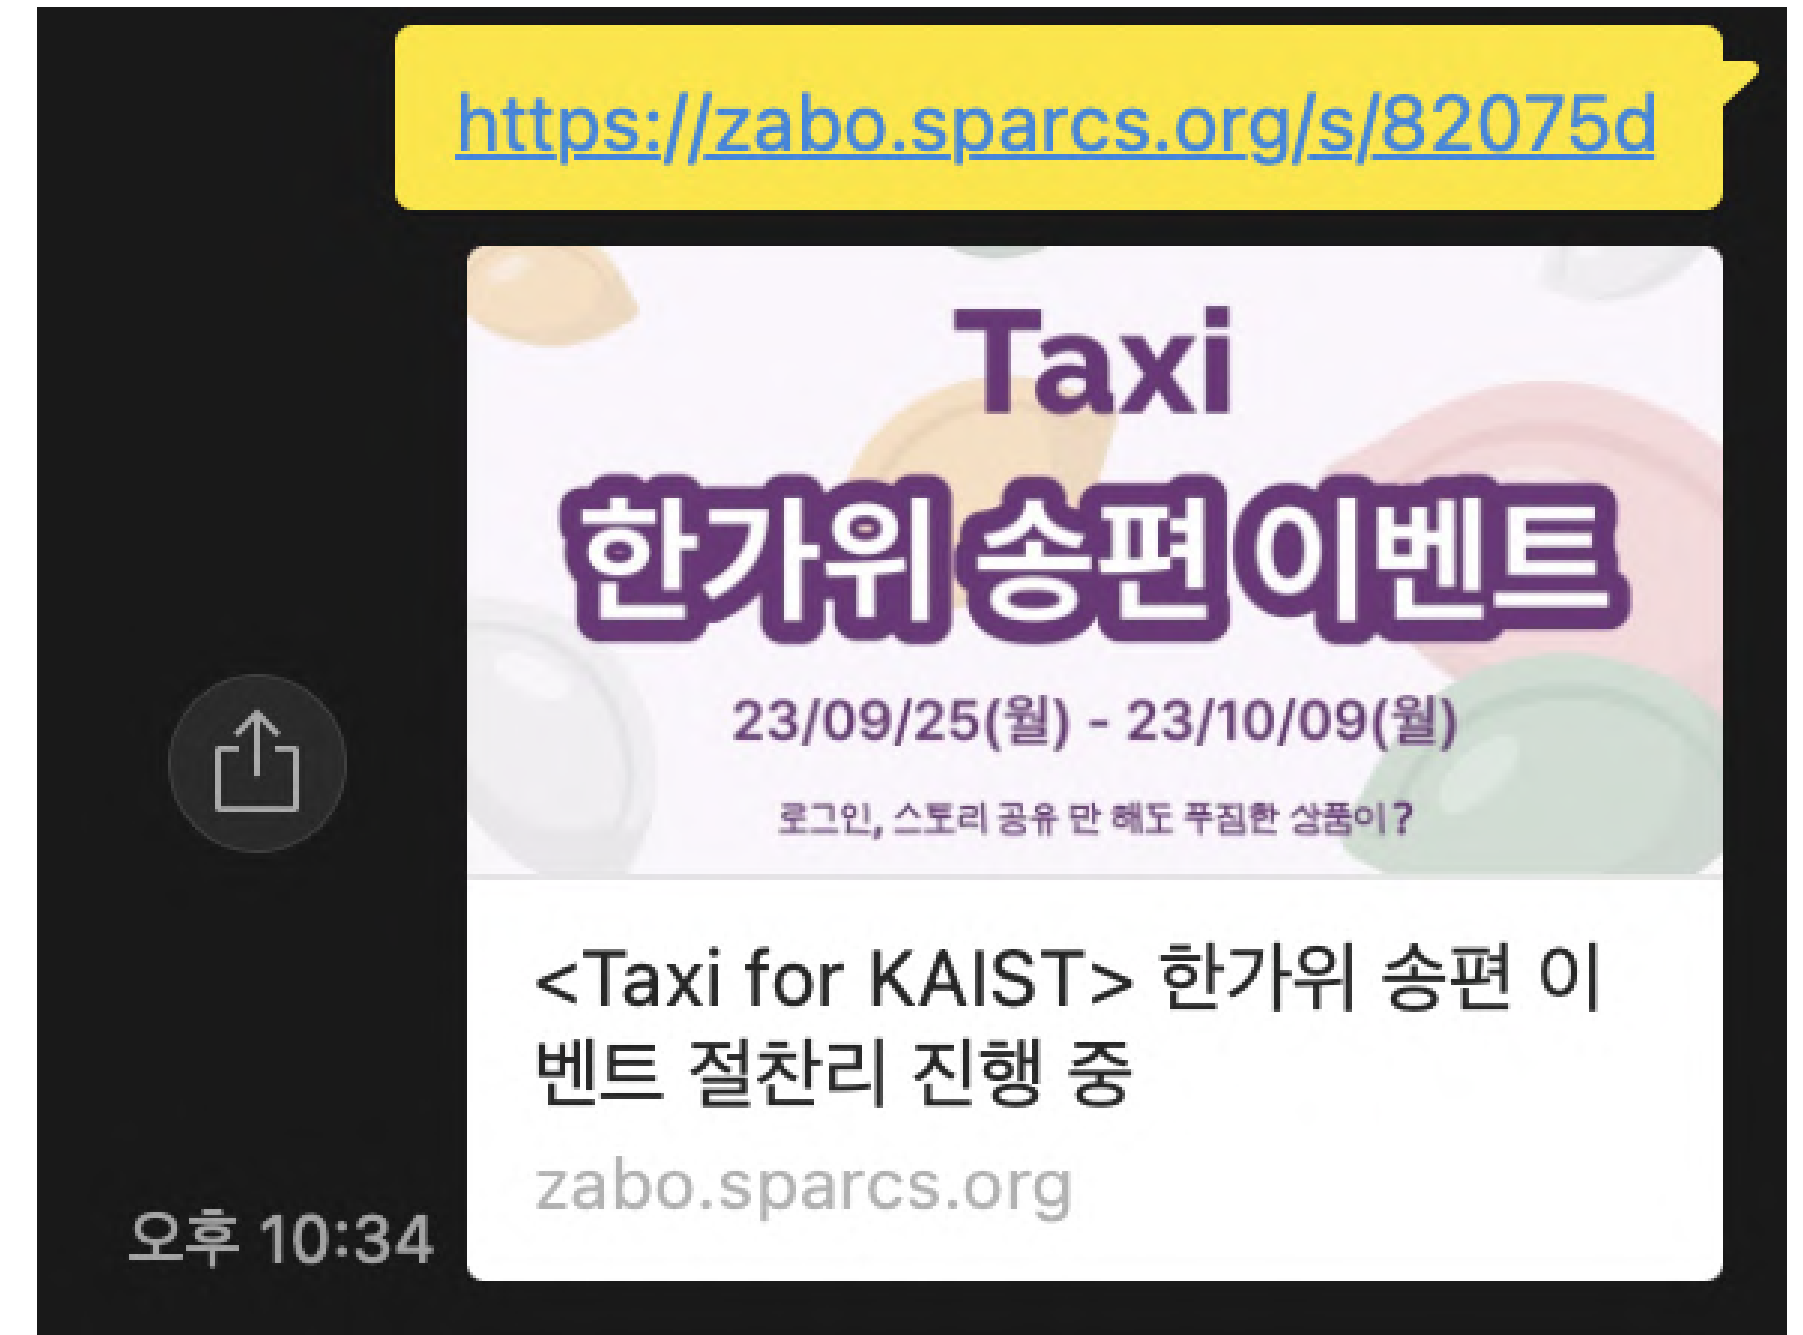 https://zabo.sparcs.org/s/82075d
Taxi
한가위 송편 이벤트
23/09/25(월) - 23/10/09(월)
로그인, 스토리 공유 만 해도 푸짐한 상품이?
<Taxi for KAIST> 한가위 송편 이
벤트 절찬리 진행 중
zabo.sparcs.org
오후 10:34